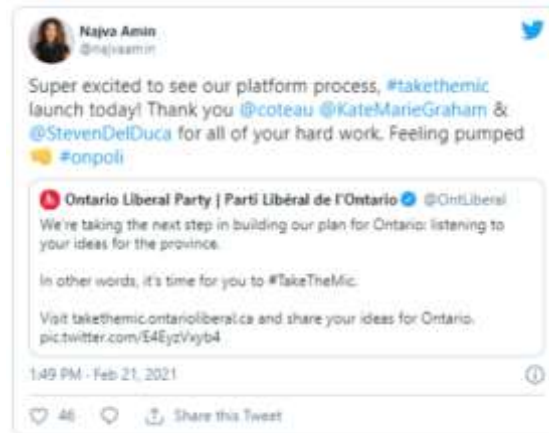 Najva Amin
@najvaamin
Super excited to see our platform process, #takethemic
launch today! Thank you @coteau @KateMarieGraham &
@StevenDelDuca for all of your hard work. Feeling pumped
🤜 #onpoli
Ontario Liberal Party | Parti Libéral de l'Ontario @OntLiberal
We're taking the next step in building our plan for Ontario: listening to
your ideas for the province.
In other words, it's time for you to #TakeTheMic.
Visit takethemic.ontarioliberal.ca and share your ideas for Ontario.
pic.twitter.com/E4EyzVxyb4
1:49 PM · Feb 21, 2021
46
Share this Tweet